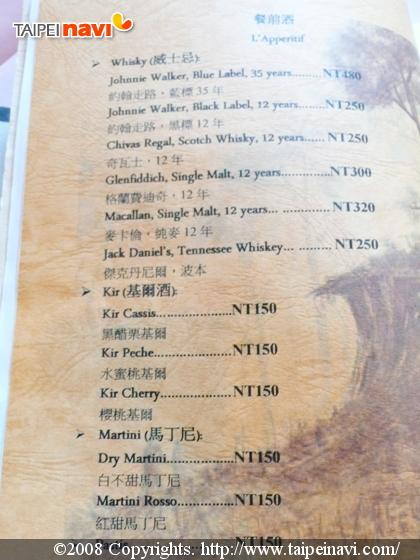 TAIPEInavi
餐前酒
L'Apperitif
➢ Whisky (威士忌):
Johnnie Walker, Blue Label, 35 years........NT480
約翰走路，藍標 35 年
Johnnie Walker, Black Label, 12 years.........NT250
約翰走路，黑標 12 年
Chivas Regal, Scotch Whisky, 12 years......NT250
奇瓦士，12 年
Glenfiddich, Single Malt, 12 years..............NT300
格蘭費迪奇，12 年
Macallan, Single Malt, 12 years... ..............NT320
麥卡倫，純麥 12 年
Jack Daniel's, Tennessee Whiskey... ...........NT250
傑克丹尼爾，波本
➢ Kir (基爾酒):
Kir Cassis......................NT150
黑醋栗基爾
Kir Peche......................NT150
水蜜桃基爾
Kir Cherry....................NT150
櫻桃基爾
➢ Martini (馬丁尼):
Dry Martini...................NT150
白不甜馬丁尼
Martini Rosso................NT150
紅甜馬丁尼
NT150
©2008 Copyrights. http://www.taipeinavi.com/